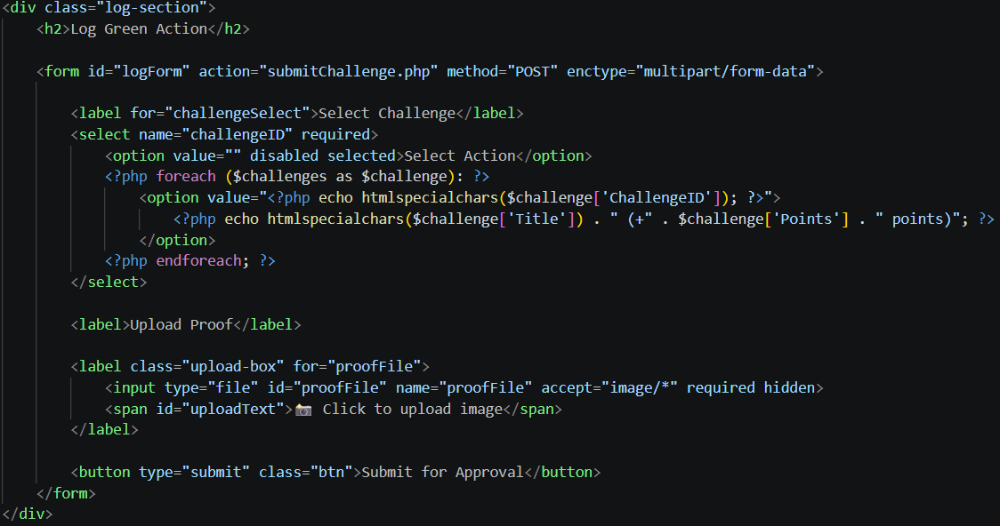 <div class="log-section">
    <h2>Log Green Action</h2>

    <form id="logForm" action="submitChallenge.php" method="POST" enctype="multipart/form-data">

        <label for="challengeSelect">Select Challenge</label>
        <select name="challengeID" required>
            <option value="" disabled selected>Select Action</option>
            <?php foreach ($challenges as $challenge): ?>
                <option value="<?php echo htmlspecialchars($challenge['ChallengeID']); ?>">
                    <?php echo htmlspecialchars($challenge['Title']) . " (+" . $challenge['Points'] . " points)"; ?>
                </option>
            <?php endforeach; ?>
        </select>

        <label>Upload Proof</label>

        <label class="upload-box" for="proofFile">
            <input type="file" id="proofFile" name="proofFile" accept="image/*" required hidden>
            <span id="uploadText">📸 Click to upload image</span>
        </label>

        <button type="submit" class="btn">Submit for Approval</button>
    </form>
</div>